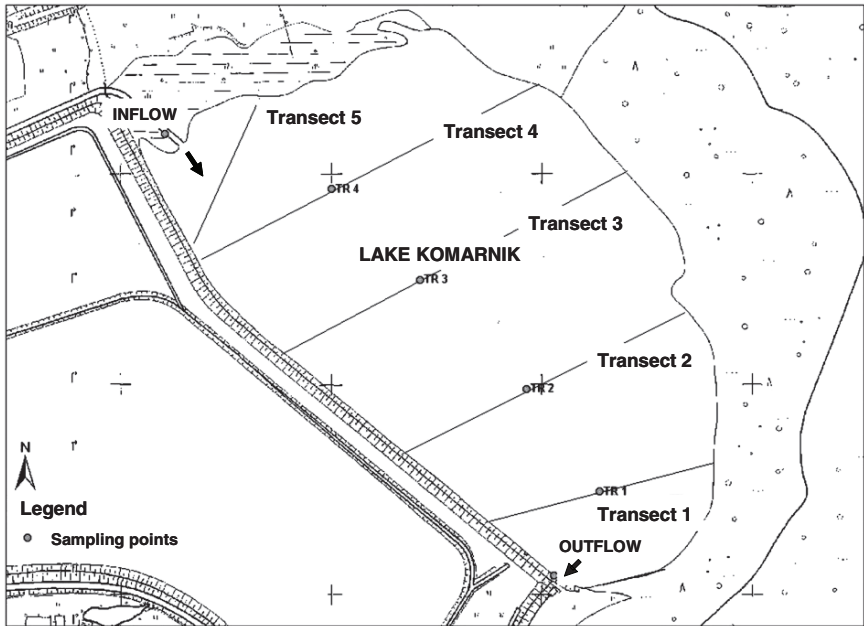 INFLOW
Transect 5
Transect 4
TR 4
Transect 3
LAKE KOMARNIK
TR 3
Transect 2
TR 2
N
TR 1
Legend
Transect 1
Sampling points
OUTFLOW